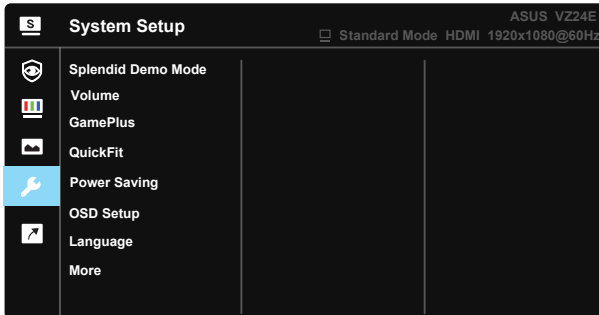 S
System Setup
ASUS VZ24E
Standard Mode HDMI 1920x1080@60Hz
Splendid Demo Mode
Volume
GamePlus
QuickFit
Power Saving
OSD Setup
Language
More